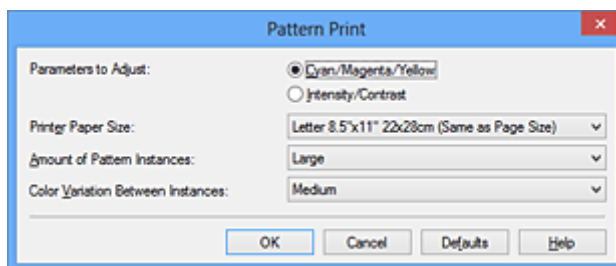 Pattern Print
Parameters to Adjust:
Cyan/Magenta/Yellow
Intensity/Contrast
Printer Paper Size:
Letter 8.5"x11" 22x28cm (Same as Page Size)
Amount of Pattern Instances:
Large
Color Variation Between Instances:
Medium
OK
Cancel
Defaults
Help